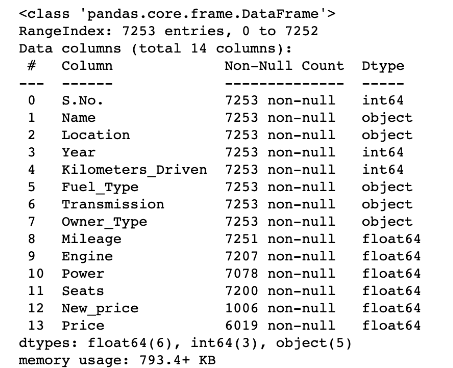 <class 'pandas.core.frame.DataFrame'>
RangeIndex: 7253 entries, 0 to 7252
Data columns (total 14 columns):
 #   Column             Non-Null Count  Dtype
---  ------             --------------  -----
 0   S.No.              7253 non-null   int64
 1   Name               7253 non-null   object
 2   Location           7253 non-null   object
 3   Year               7253 non-null   int64
 4   Kilometers_Driven  7253 non-null   int64
 5   Fuel_Type          7253 non-null   object
 6   Transmission       7253 non-null   object
 7   Owner_Type         7253 non-null   object
 8   Mileage            7251 non-null   float64
 9   Engine             7207 non-null   float64
 10  Power              7078 non-null   float64
 11  Seats              7200 non-null   float64
 12  New_price          1006 non-null   float64
 13  Price              6019 non-null   float64
dtypes: float64(6), int64(3), object(5)
memory usage: 793.4+ KB